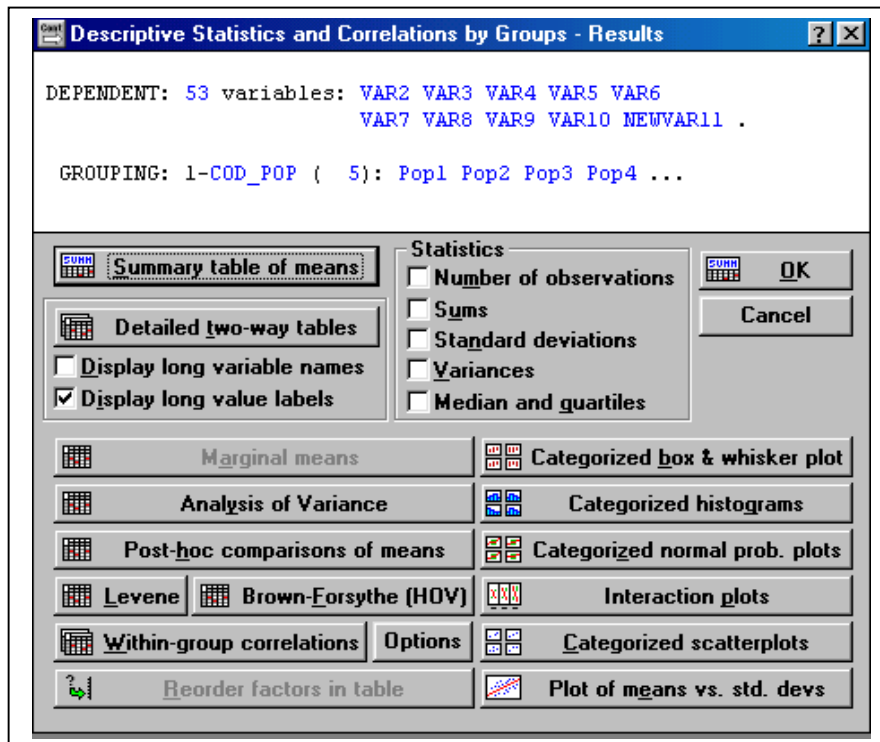 Descriptive Statistics and Correlations by Groups - Results
DEPENDENT: 53 variables: VAR2 VAR3 VAR4 VAR5 VAR6
VAR7 VAR8 VAR9 VAR10 NEWVAR11 .
GROUPING: 1-COD_POP ( 5): Pop1 Pop2 Pop3 Pop4 ...
Summary table of means
Detailed two-way tables
Display long variable names
Display long value labels
Statistics
Number of observations
Sums
Standard deviations
Variances
Median and quartiles
OK
Cancel
Marginal means
Categorized box & whisker plot
Analysis of Variance
Categorized histograms
Post-hoc comparisons of means
Categorized normal prob. plots
Levene
Brown-Forsythe (HOV)
Interaction plots
Within-group correlations
Options
Categorized scatterplots
Reorder factors in table
Plot of means vs. std. devs